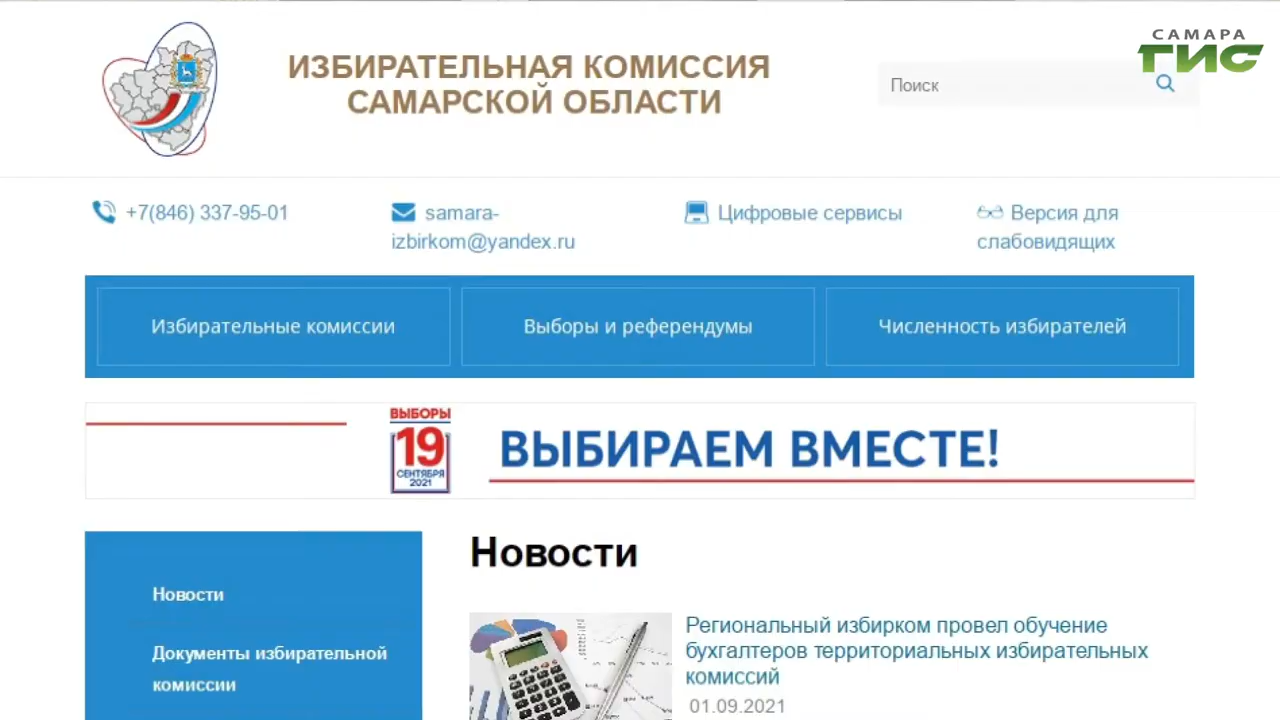 САМАРА
ГИС
ИЗБИРАТЕЛЬНАЯ КОМИССИЯ
САМАРСКОЙ ОБЛАСТИ
Поиск
+7(846) 337-95-01
samara-
izbirkom@yandex.ru
Цифровые сервисы
Версия для
слабовидящих
Избирательные комиссии
Выборы и референдумы
Численность избирателей
ВЫБОРЫ
19
СЕНТЯБРЯ
2021
ВЫБИРАЕМ ВМЕСТЕ!
Новости
Документы избирательной
комиссии
Новости
Региональный избирком провел обучение
бухгалтеров территориальных избирательных
комиссий
01.09.2021